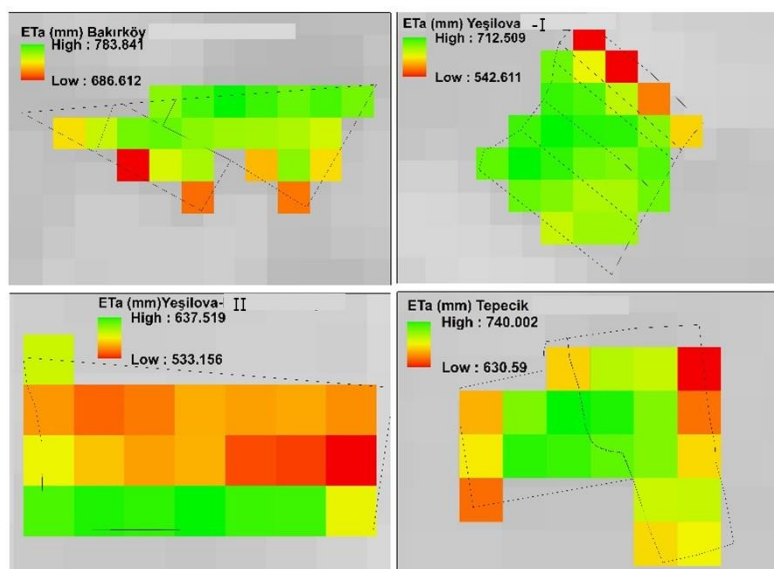 ETa (mm) Bakırköy
High : 783.841
Low : 686.612
ETa (mm) Yeşilova -I
High : 712.509
Low : 542.611
ETa (mm)Yeşilova- II
High : 637.519
Low : 533.156
ETa (mm) Tepecik
High : 740.002
Low : 630.59